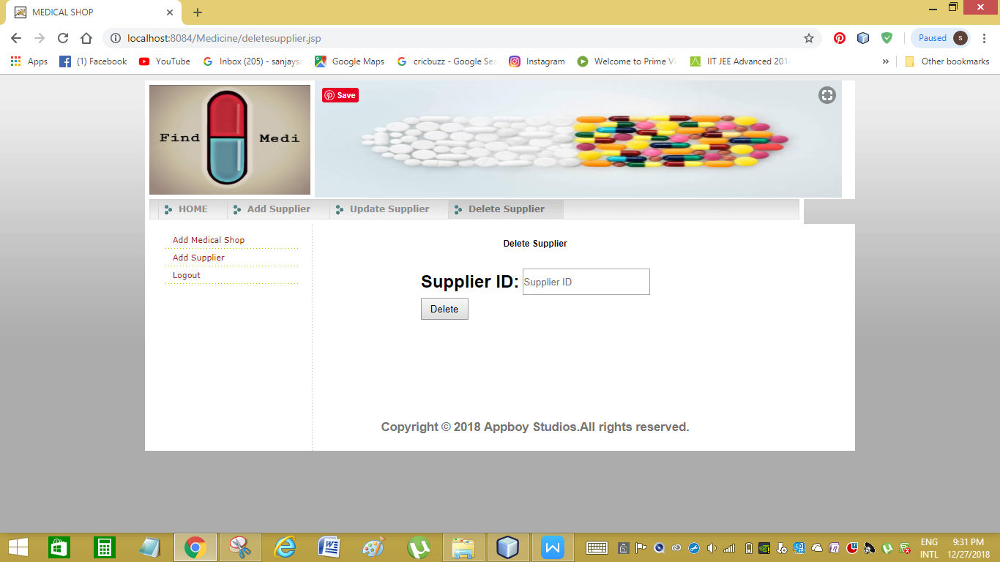 MEDICAL SHOP
localhost:8084/Medicine/deletesupplier.jsp
Paused
S
Apps
(1) Facebook
YouTube
Inbox (205) - sanjaysa
Google Maps
cricbuzz - Google Sea
Instagram
Welcome to Prime Vi
IIT JEE Advanced 201
»
Other bookmarks
Find Medi
Save
HOME
Add Supplier
Update Supplier
Delete Supplier
Add Medical Shop
Add Supplier
Logout
Delete Supplier
Supplier ID: Supplier ID
Delete
Copyright © 2018 Appboy Studios.All rights reserved.
ENG
INTL
9:31 PM
12/27/2018